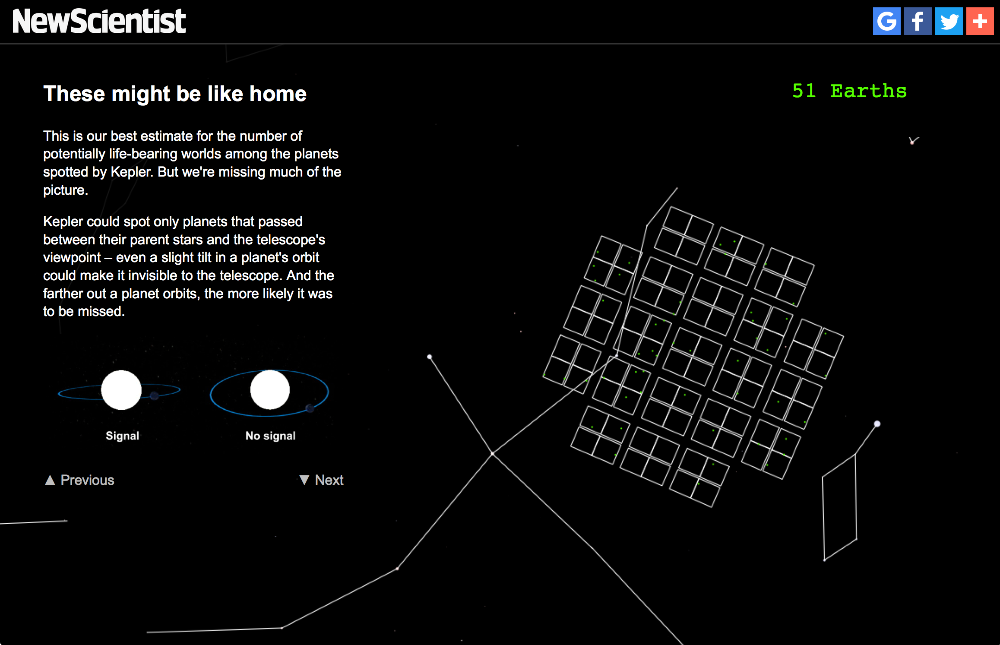 NewScientist
These might be like home
51 Earths
This is our best estimate for the number of
potentially life-bearing worlds among the planets
spotted by Kepler. But we're missing much of the
picture.
Kepler could spot only planets that passed
between their parent stars and the telescope's
viewpoint – even a slight tilt in a planet's orbit
could make it invisible to the telescope. And the
farther out a planet orbits, the more likely it was
to be missed.
Signal
No signal
▲ Previous
▼ Next